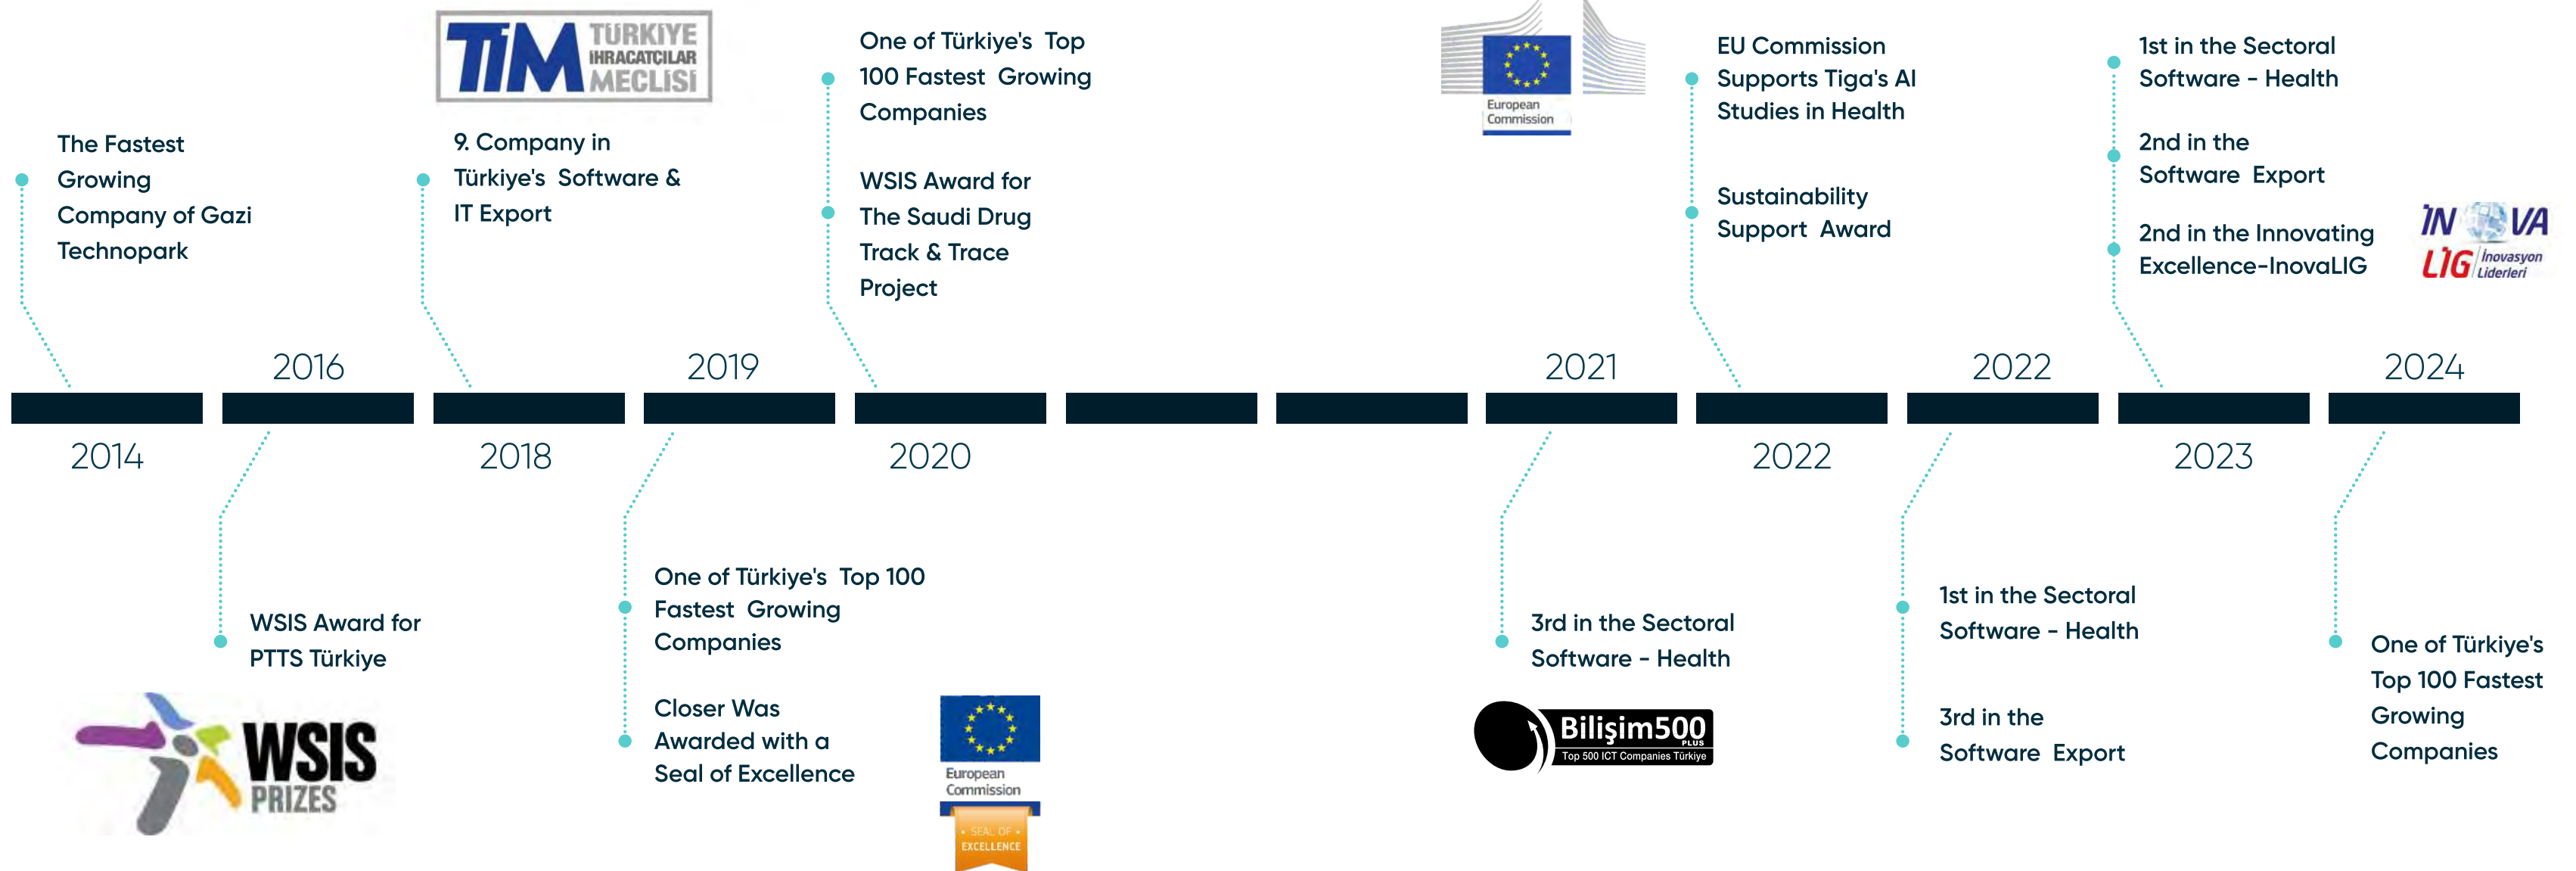 The Fastest
Growing
Company of Gazi
Technopark
2014
2016
WSIS Award for
PTTS Türkiye
WSIS
PRIZES
TİM
TÜRKİYE
İHRACATÇILAR
MECLİSİ
9. Company in
Türkiye's Software &
IT Export
2018
2019
One of Türkiye's Top 100
Fastest Growing
Companies
Closer Was
Awarded with a
Seal of Excellence
European
Commission
SEAL OF
EXCELLENCE
One of Türkiye's Top
100 Fastest Growing
Companies
WSIS Award for
The Saudi Drug
Track & Trace
Project
2020
2021
3rd in the Sectoral
Software - Health
Bilişim500
PLUS
Top 500 ICT Companies Türkiye
European
Commission
EU Commission
Supports Tiga's AI
Studies in Health
Sustainability
Support Award
2022
2022
1st in the Sectoral
Software - Health
3rd in the
Software Export
1st in the Sectoral
Software - Health
2nd in the
Software Export
2nd in the Innovating
Excellence-InovaLIG
İNOVA
LİG İnovasyon
Liderleri
2023
2024
One of Türkiye's
Top 100 Fastest
Growing
Companies